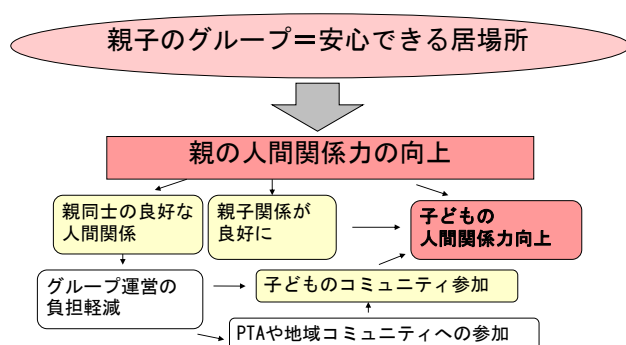 親子のグループ＝安心できる居場所
親の人間関係力の向上
親同士の良好な
人間関係
親子関係が
良好に
子どもの
人間関係力向上
グループ運営の
負担軽減
子どものコミュニティ参加
PTAや地域コミュニティへの参加